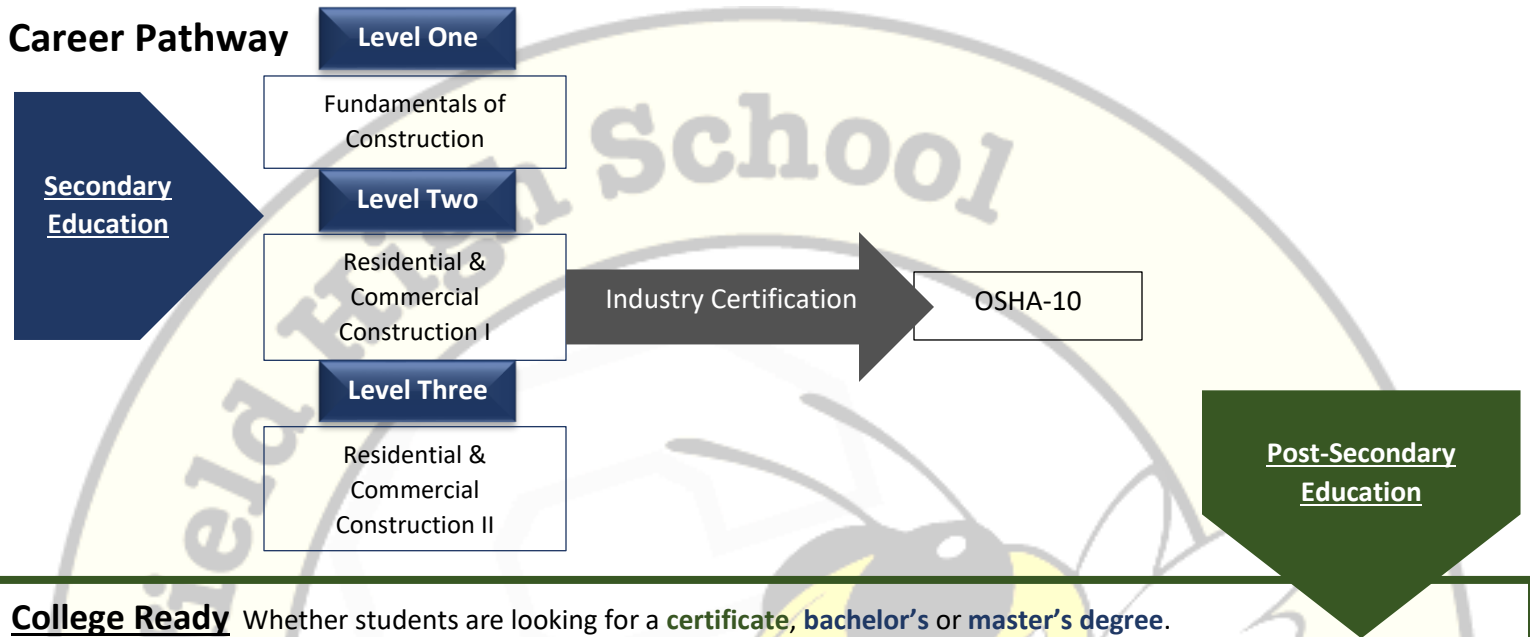 Career Pathway
Level One
Fundamentals of
Construction
Secondary
Education
Level Two
Residential &
Commercial
Construction I
Industry Certification
OSHA-10
Level Three
Residential &
Commercial
Construction II
Post-Secondary
Education
College Ready Whether students are looking for a certificate, bachelor's or master's degree.
ield High School